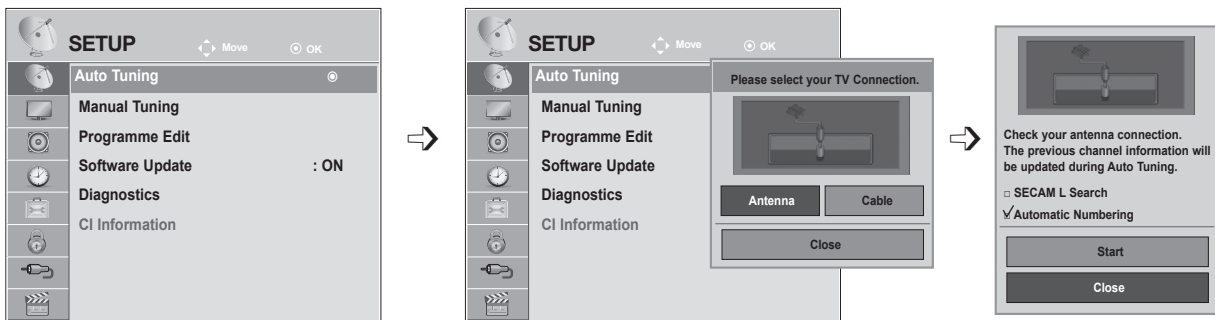 SETUP
Move
OK
Auto Tuning
Manual Tuning
Programme Edit
Software Update : ON
Diagnostics
CI Information
SETUP
Move
OK
Auto Tuning
Manual Tuning
Programme Edit
Software Update
Diagnostics
CI Information
Please select your TV Connection.
Antenna
Cable
Close
Check your antenna connection.
The previous channel information will
be updated during Auto Tuning.
SECAM L Search
Automatic Numbering
Start
Close